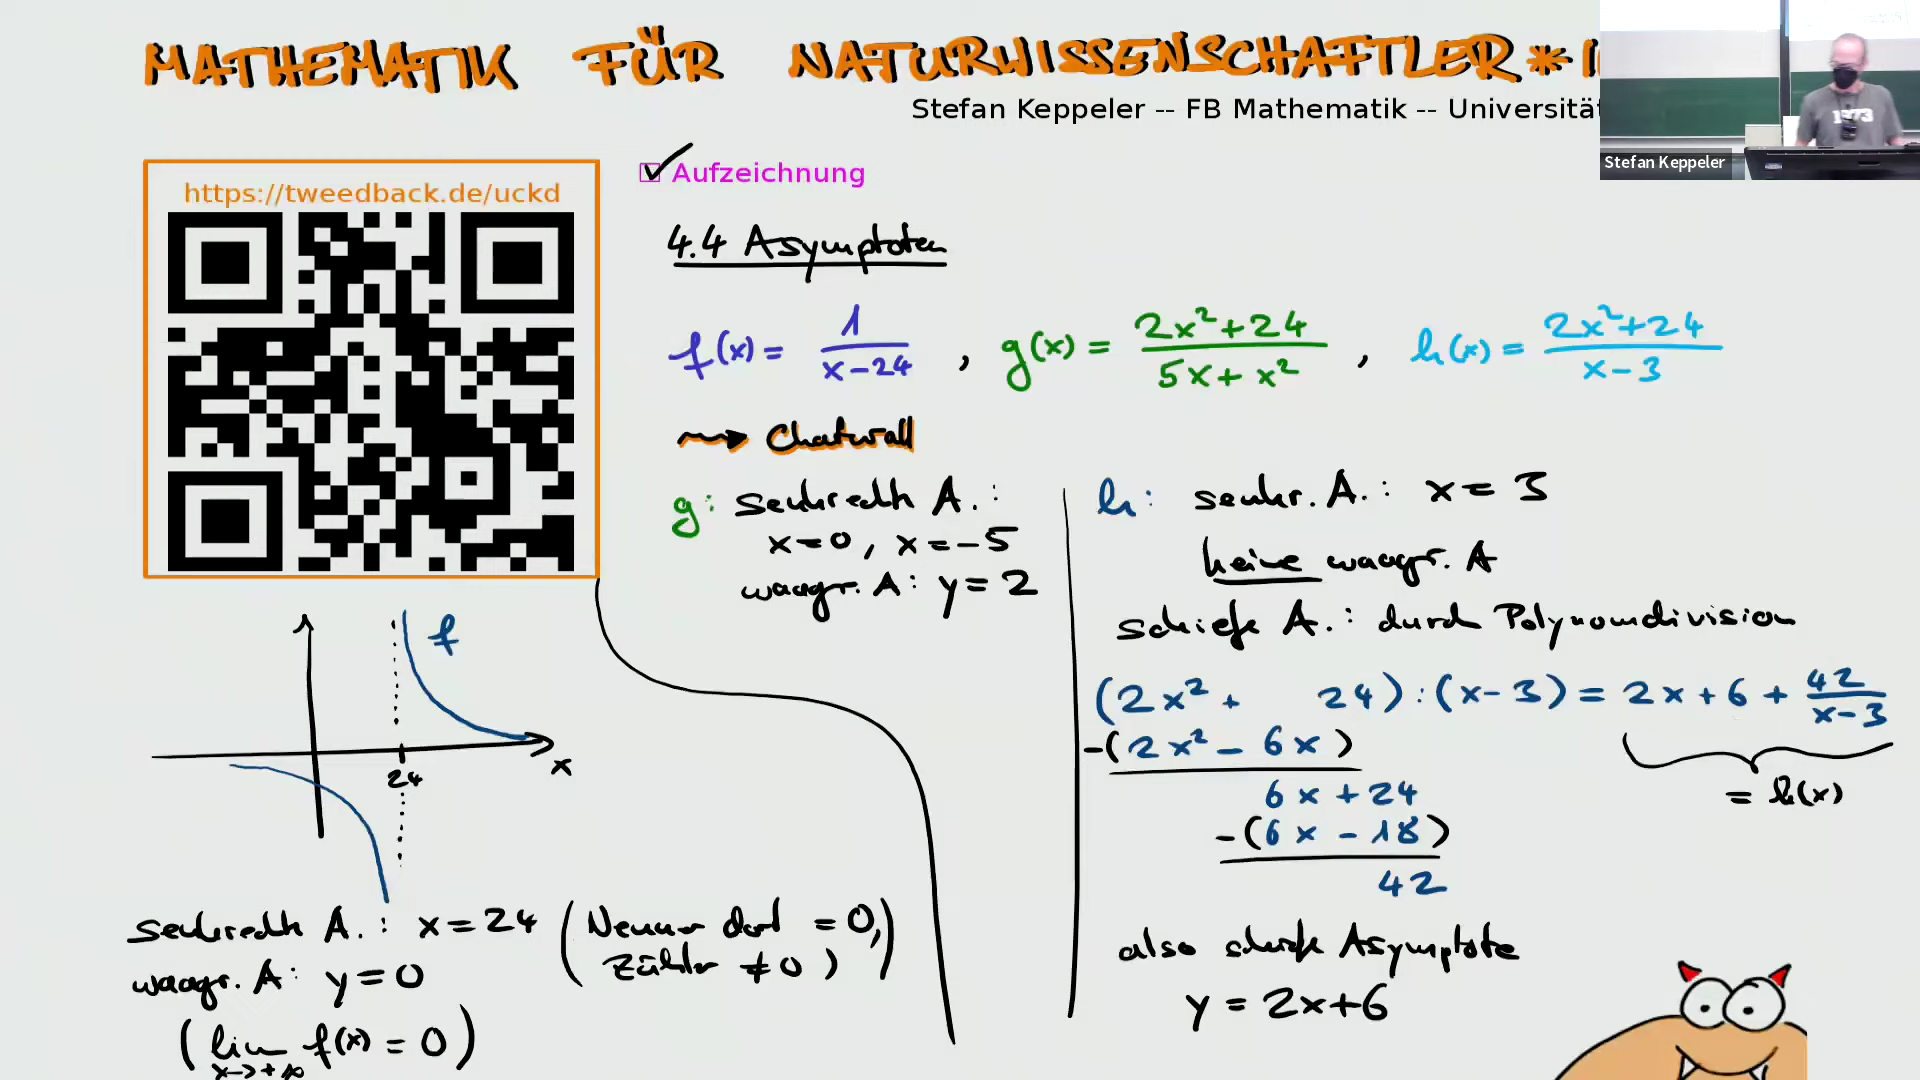 MATHEMATIK FÜR NATURWISSENSCHAFTLER*I
Stefan Keppeler -- FB Mathematik -- Universität
1973
Stefan Keppeler
https://tweedback.de/uckd
Aufzeichnung
4.4 Asymptoten
f(x) = 1/(x-24) , g(x) = (2x²+24)/(5x+x²) , h(x) = (2x²+24)/(x-3)
⇝ Chatwall
g: senkrechte A.:
x=0, x=-5
waagr. A: y=2
f
24
x
senkrechte A.: x=24 (Nenner dort =0,
Zähler ≠0)
waagr. A: y=0
(lim x->±∞ f(x) = 0)
h: senkr. A.: x=3
keine waagr. A
schiefe A.: durch Polynomdivision
(2x² + 24):(x-3) = 2x+6+ 42/(x-3)
-(2x² - 6x)
= h(x)
6x+24
-(6x-18)
42
also schiefe Asymptote
y = 2x+6